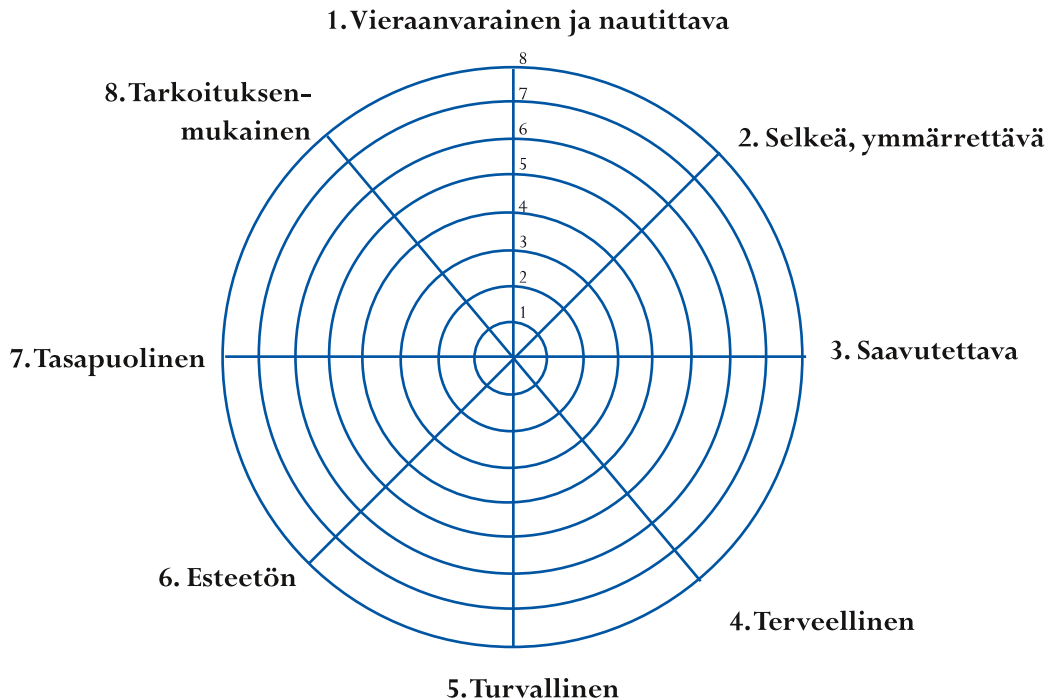 1. Vieraanvarainen ja nautittava
8
8. Tarkoituksen-
mukainen
7
6
2. Selkeä, ymmärrettävä
5
4
3
2
1
7. Tasapuolinen
3. Saavutettava
6. Esteetön
4. Terveellinen
5. Turvallinen